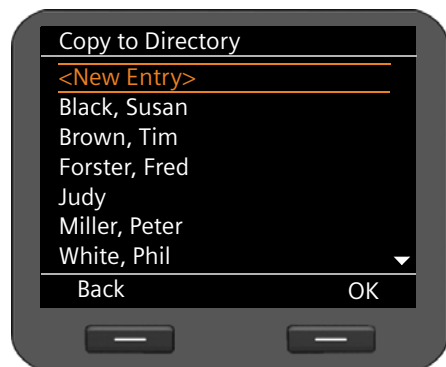 Copy to Directory
<New Entry>
Black, Susan
Brown, Tim
Forster, Fred
Judy
Miller, Peter
White, Phil
Back OK